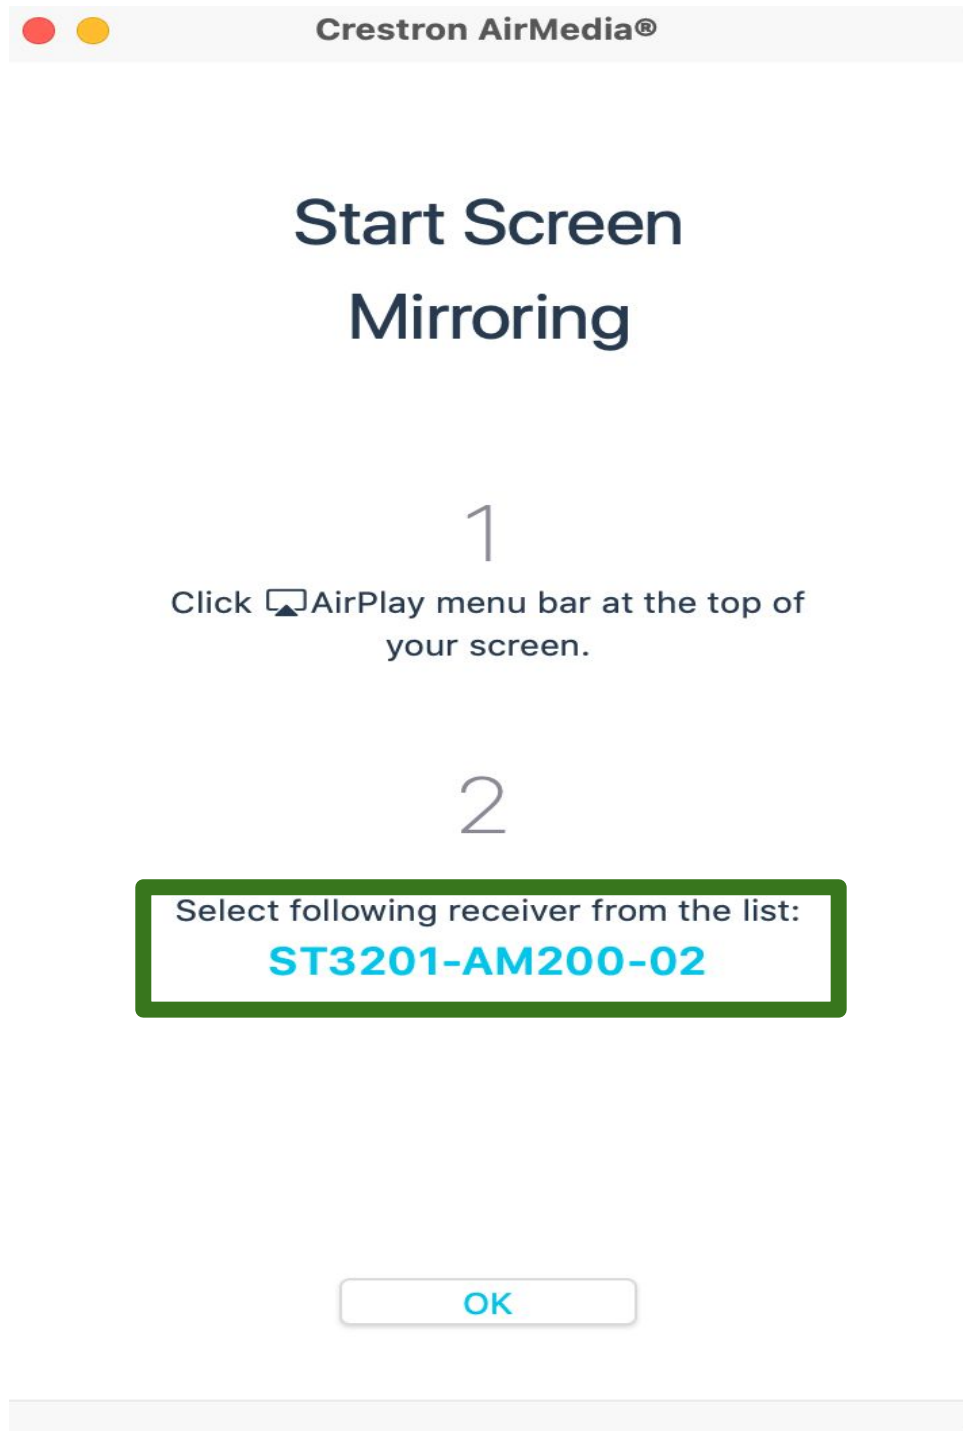 Crestron AirMedia®
Start Screen
Mirroring
1
Click AirPlay menu bar at the top of
your screen.
2
Select following receiver from the list:
ST3201-AM200-02
OK